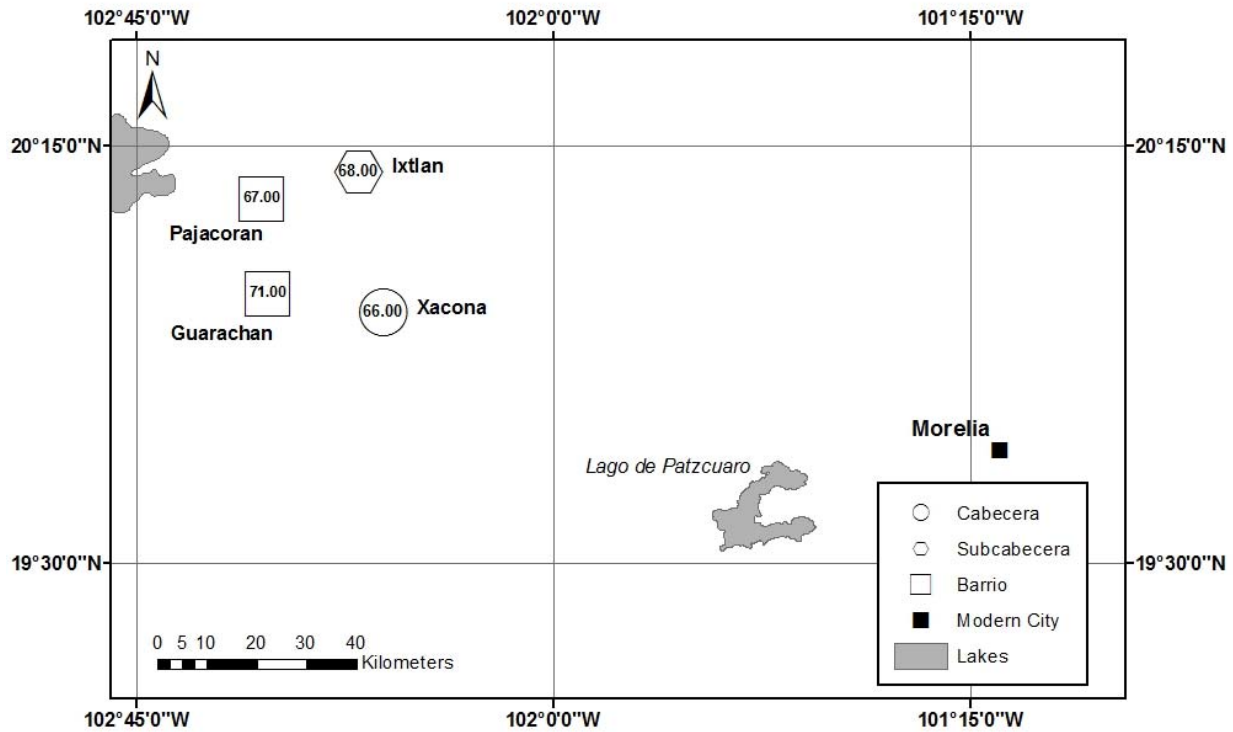 102°45'0"W
102°0'0"W
101°15'0"W
N
20°15'0"N
20°15'0"N
68.00
Ixtlan
67.00
Pajacoran
71.00
Guarachan
66.00
Xacona
Morelia
Lago de Patzcuaro
Cabecera
Subcabecera
Barrio
Modern City
Lakes
19°30'0"N
19°30'0"N
0 5 10 20 30 40
Kilometers
102°45'0"W
102°0'0"W
101°15'0"W